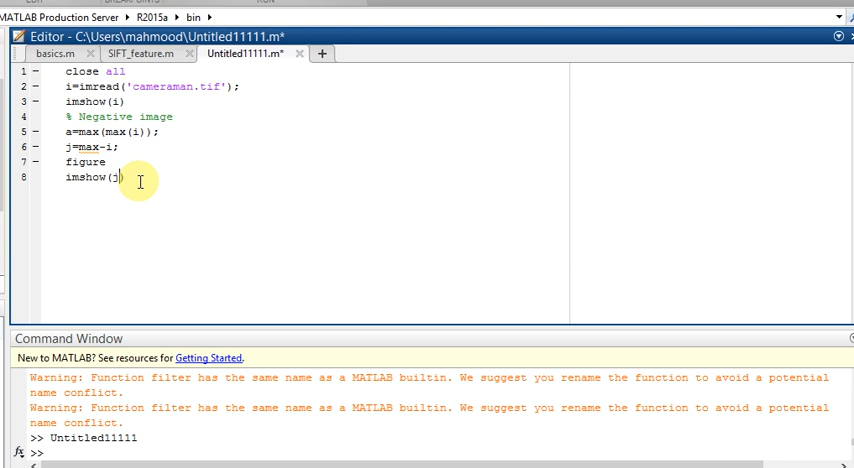 MATLAB Production Server ▸ R2015a ▸ bin ▸
Editor - C:\Users\mahmood\Untitled11111.m*
basics.m × SIFT_feature.m × Untitled11111.m* × +
1 – close all
2 – i=imread('cameraman.tif');
3 – imshow(i)
4 % Negative image
5 – a=max(max(i));
6 – j=max-i;
7 – figure
8 imshow(j)
Command Window
New to MATLAB? See resources for Getting Started.
Warning: Function filter has the same name as a MATLAB builtin. We suggest you rename the function to avoid a potential
name conflict.
Warning: Function filter has the same name as a MATLAB builtin. We suggest you rename the function to avoid a potential
name conflict.
>> Untitled11111
fx >>